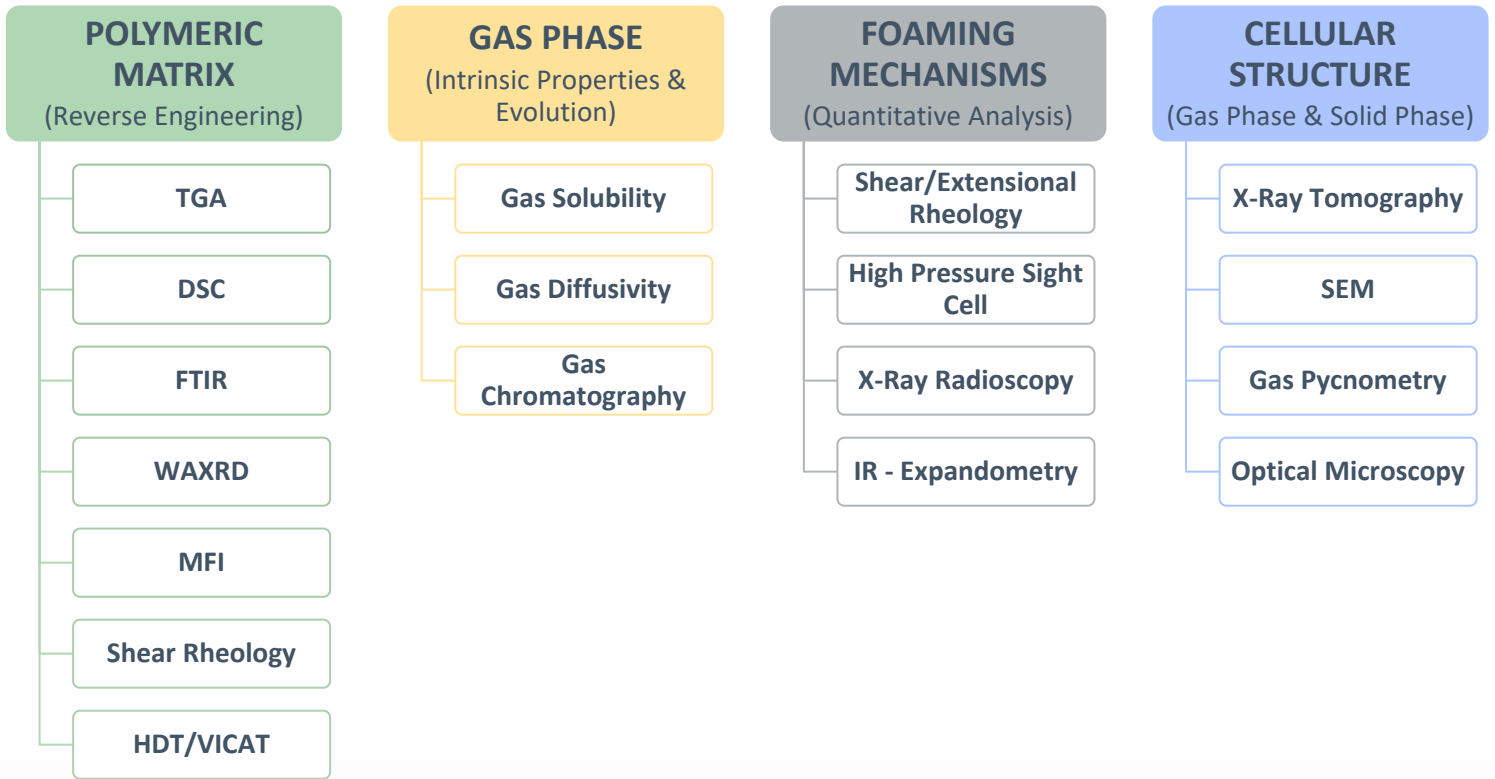 POLYMERIC
MATRIX
(Reverse Engineering)
TGA
DSC
FTIR
WAXRD
MFI
Shear Rheology
HDT/VICAT
GAS PHASE
(Intrinsic Properties &
Evolution)
Gas Solubility
Gas Diffusivity
Gas
Chromatography
FOAMING
MECHANISMS
(Quantitative Analysis)
Shear/Extensional
Rheology
High Pressure Sight
Cell
X-Ray Radioscopy
IR - Expandometry
CELLULAR
STRUCTURE
(Gas Phase & Solid Phase)
X-Ray Tomography
SEM
Gas Pycnometry
Optical Microscopy